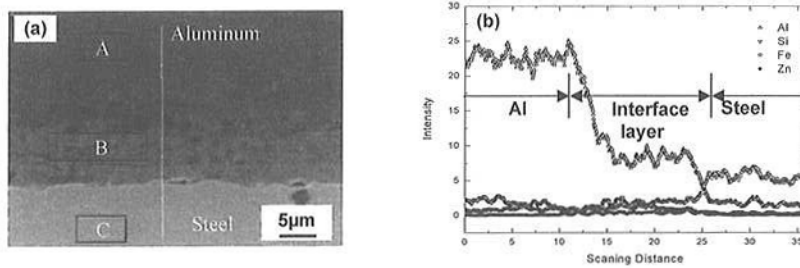 (a)
A
Aluminum
B
C
Steel
5μm
(b)
30
25
20
15
10
5
0
Intensity
Al
Si
Fe
Zn
Al
Interface
layer
Steel
0 5 10 15 20 25 30 35
Scaning Distance